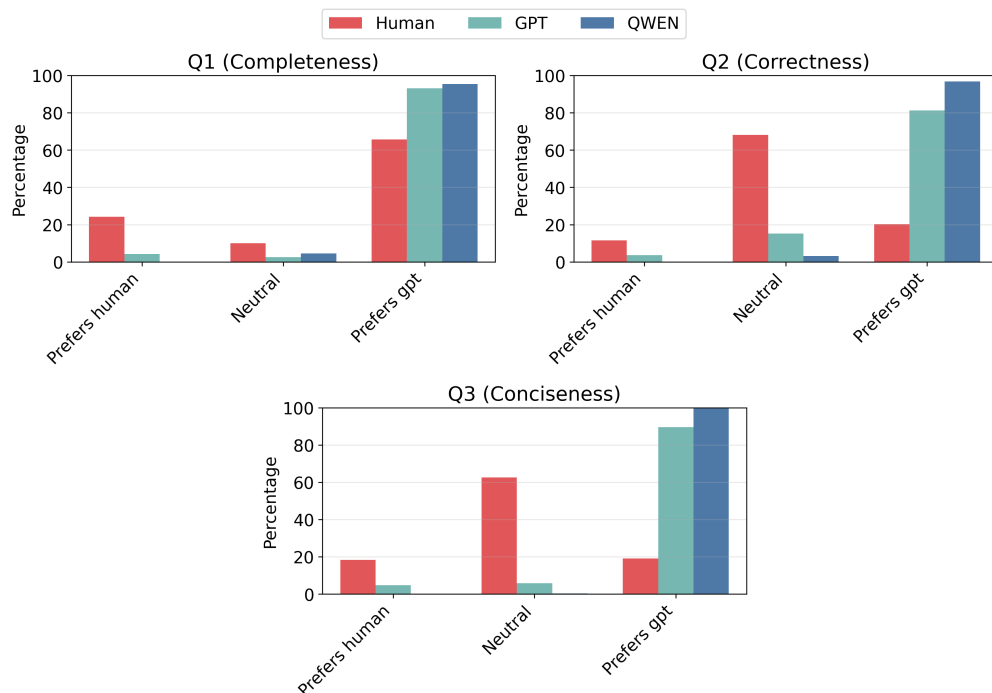 Human GPT QWEN
Q1 (Completeness)
Percentage
100
80
60
40
20
0
Prefers human
Neutral
Prefers gpt
Q2 (Correctness)
Percentage
100
80
60
40
20
0
Prefers human
Neutral
Prefers gpt
Q3 (Conciseness)
Percentage
100
80
60
40
20
0
Prefers human
Neutral
Prefers gpt